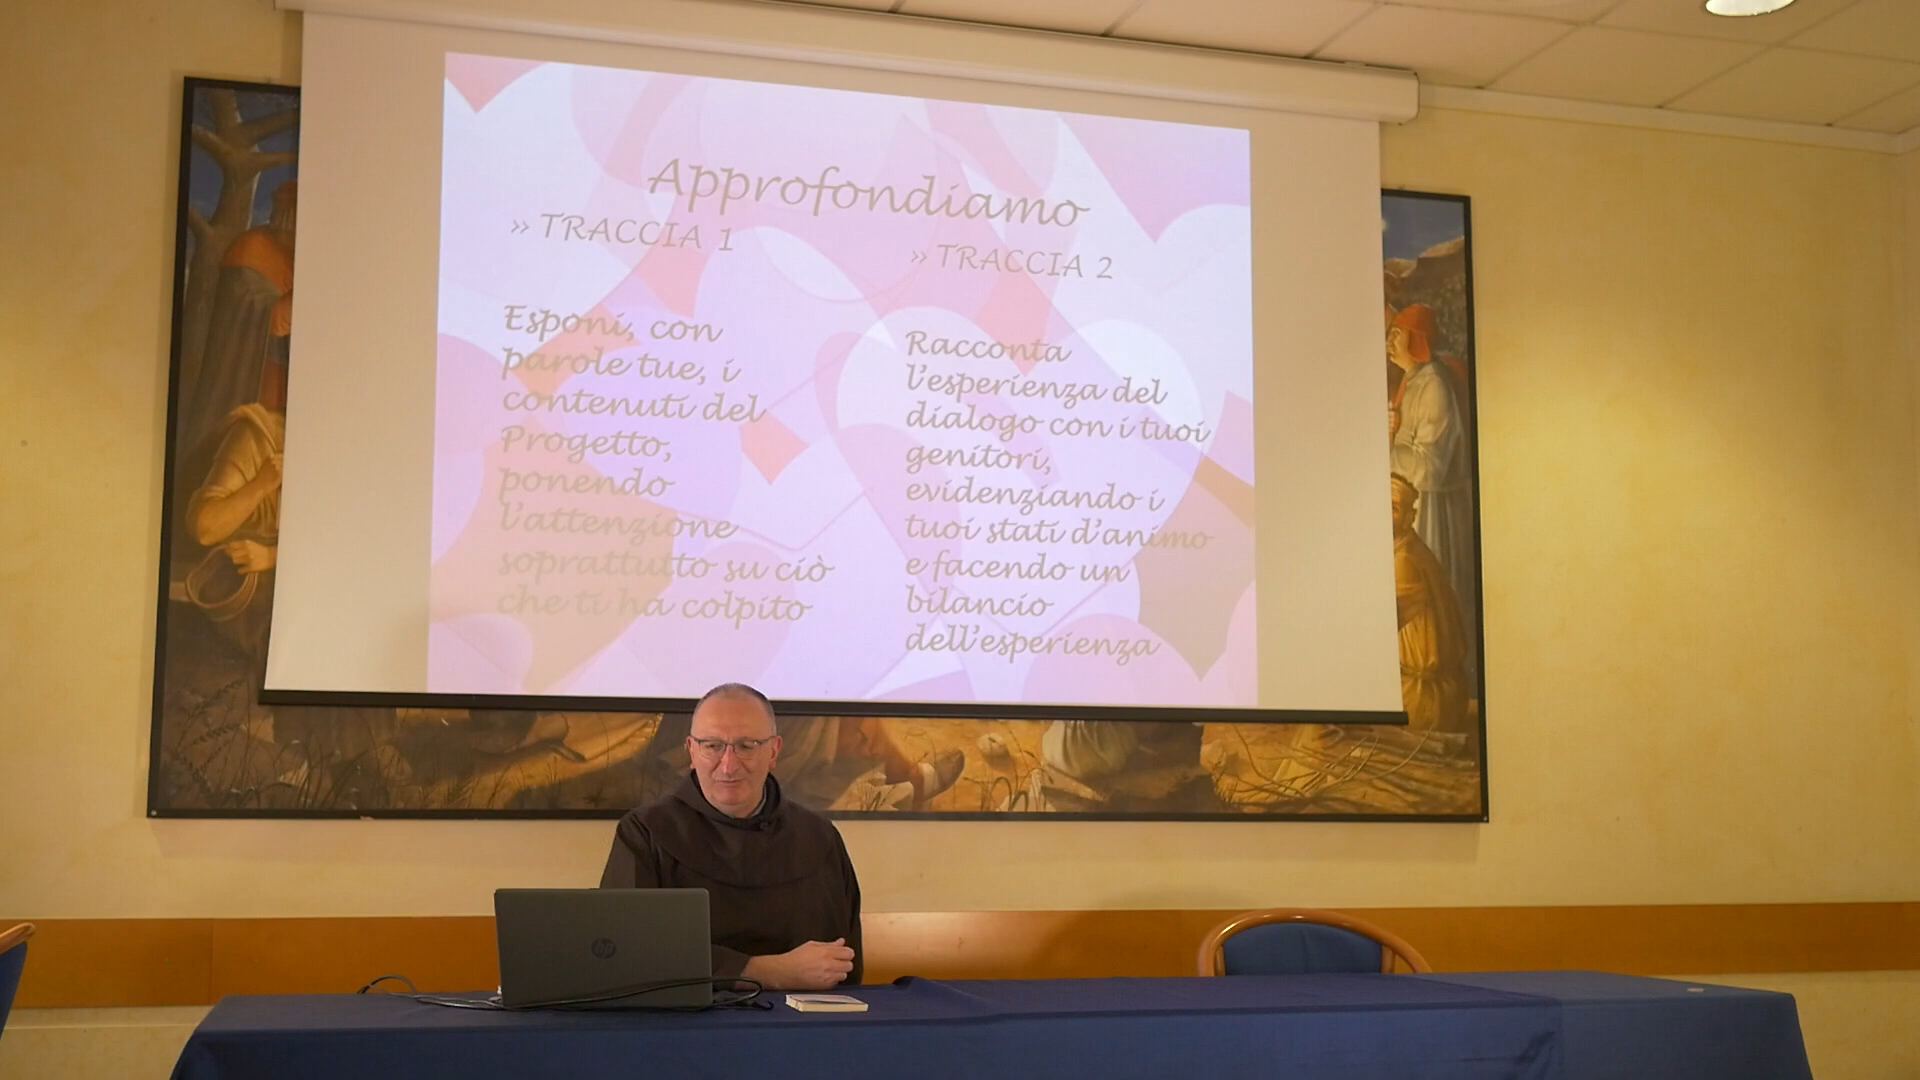 Approfondiamo
» TRACCIA 1
Esponi, con
parole tue, i
contenuti del
Progetto,
ponendo
l'attenzione
soprattutto su ciò
che ti ha colpito
» TRACCIA 2
Racconta
l'esperienza del
dialogo con i tuoi
genitori,
evidenziando i
tuoi stati d'animo
e facendo un
bilancio
dell'esperienza
hp